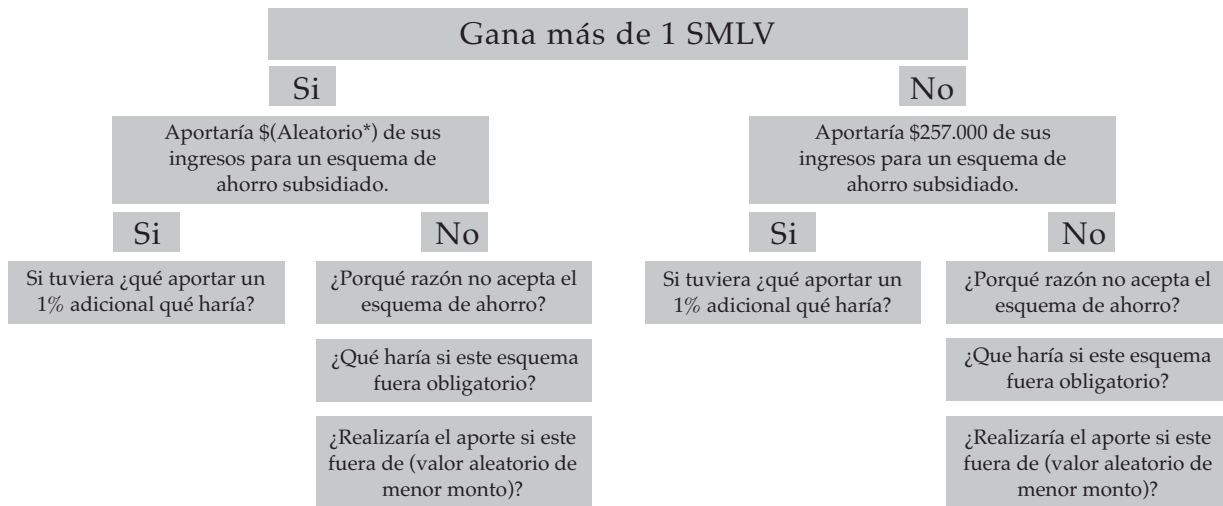 Gana más de 1 SMLV
Si
No
Aportaría $(Aleatorio*) de sus
ingresos para un esquema de
ahorro subsidiado.
Aportaría $257.000 de sus
ingresos para un esquema de
ahorro subsidiado.
Si
No
Si
No
Si tuviera ¿qué aportar un
1% adicional qué haría?
¿Porqué razón no acepta el
esquema de ahorro?
Si tuviera ¿qué aportar un
1% adicional qué haría?
¿Porqué razón no acepta el
esquema de ahorro?
¿Qué haría si este esquema
fuera obligatorio?
¿Que haría si este esquema
fuera obligatorio?
¿Realizaría el aporte si este
fuera de (valor aleatorio de
menor monto)?
¿Realizaría el aporte si este
fuera de (valor aleatorio de
menor monto)?